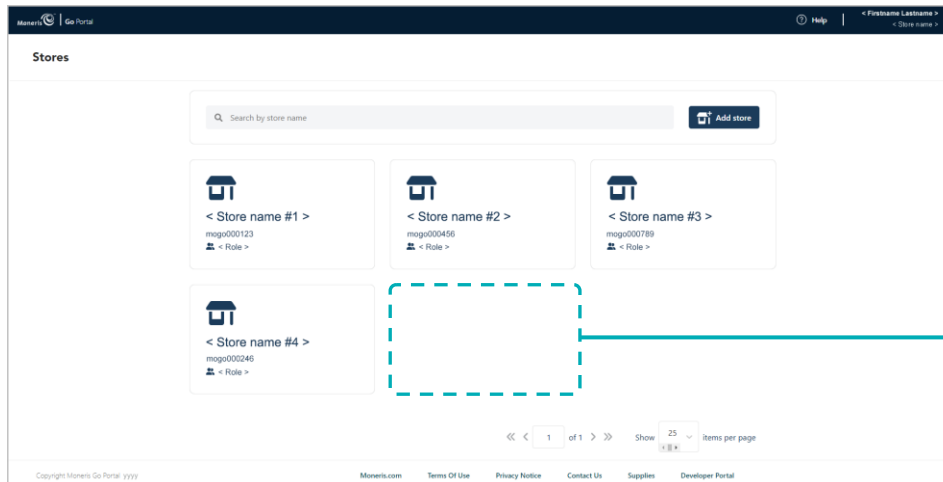 Moneris Go Portal
Help
< Firstname Lastname >
< Store name >
Stores
Search by store name
Add store
< Store name #1 >
mogo000123
< Role >
< Store name #2 >
mogo000456
< Role >
< Store name #3 >
mogo000789
< Role >
< Store name #4 >
mogo000246
< Role >
1 of 1 Show 25 items per page
Copyright Moneris Go Portal yyyy Moneris.com Terms Of Use Privacy Notice Contact Us Supplies Developer Portal